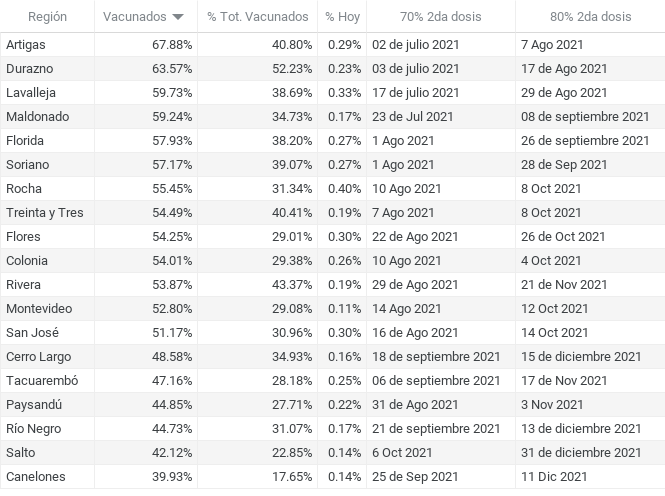 Región Vacunados % Tot. Vacunados % Hoy 70% 2da dosis 80% 2da dosis
Artigas 67.88% 40.80% 0.29% 02 de julio 2021 7 Ago 2021
Durazno 63.57% 52.23% 0.23% 03 de julio 2021 17 de Ago 2021
Lavalleja 59.73% 38.69% 0.33% 17 de julio 2021 29 de Ago 2021
Maldonado 59.24% 34.73% 0.17% 23 de Jul 2021 08 de septiembre 2021
Florida 57.93% 38.20% 0.27% 1 Ago 2021 26 de septiembre 2021
Soriano 57.17% 39.07% 0.27% 1 Ago 2021 28 de Sep 2021
Rocha 55.45% 31.34% 0.40% 10 Ago 2021 8 Oct 2021
Treinta y Tres 54.49% 40.41% 0.19% 7 Ago 2021 8 Oct 2021
Flores 54.25% 29.01% 0.30% 22 de Ago 2021 26 de Oct 2021
Colonia 54.01% 29.38% 0.26% 10 Ago 2021 4 Oct 2021
Rivera 53.87% 43.37% 0.19% 29 de Ago 2021 21 de Nov 2021
Montevideo 52.80% 29.08% 0.11% 14 Ago 2021 12 Oct 2021
San José 51.17% 30.96% 0.30% 16 de Ago 2021 14 Oct 2021
Cerro Largo 48.58% 34.93% 0.16% 18 de septiembre 2021 15 de diciembre 2021
Tacuarembó 47.16% 28.18% 0.25% 06 de septiembre 2021 17 de Nov 2021
Paysandú 44.85% 27.71% 0.22% 31 de Ago 2021 3 Nov 2021
Río Negro 44.73% 31.07% 0.17% 21 de septiembre 2021 13 de diciembre 2021
Salto 42.12% 22.85% 0.14% 6 Oct 2021 31 de diciembre 2021
Canelones 39.93% 17.65% 0.14% 25 de Sep 2021 11 Dic 2021